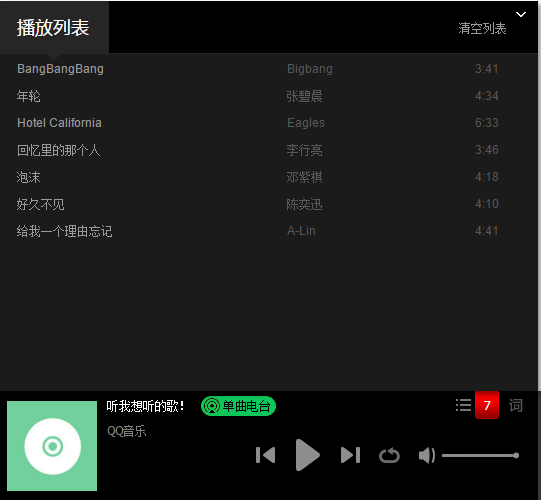 播放列表 清空列表
BangBangBang Bigbang 3:41
年轮 张碧晨 4:34
Hotel California Eagles 6:33
回忆里的那个人 李行亮 3:46
泡沫 邓紫棋 4:18
好久不见 陈奕迅 4:10
给我一个理由忘记 A-Lin 4:41
听我想听的歌! 单曲电台 7 词
QQ音乐